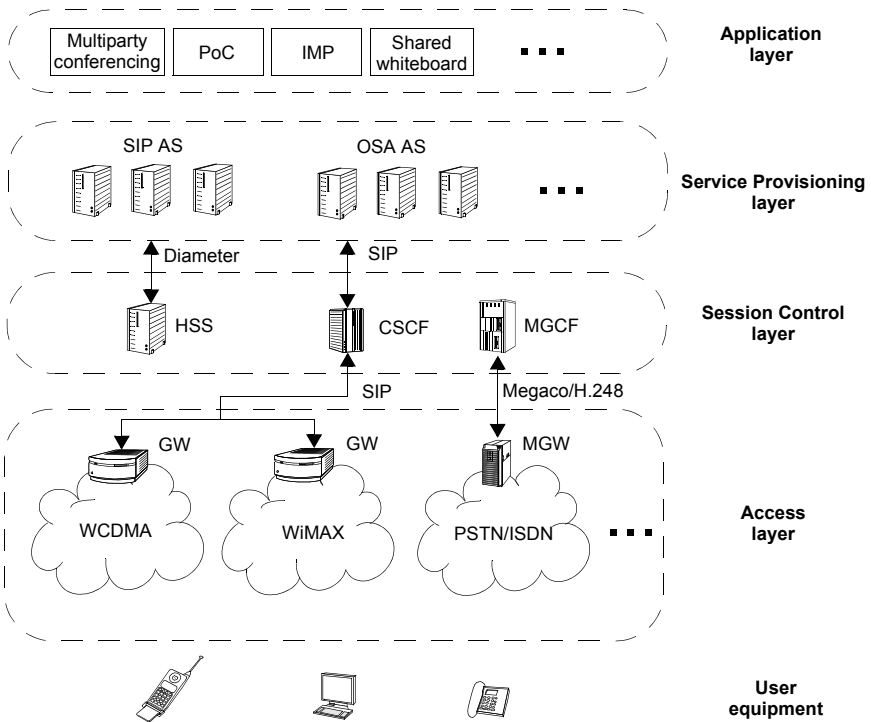 Multiparty
conferencing
PoC
IMP
Shared
whiteboard
Application
layer
SIP AS
OSA AS
Service Provisioning
layer
Diameter
SIP
HSS
CSCF
MGCF
Session Control
layer
SIP
Megaco/H.248
GW
GW
MGW
WCDMA
WiMAX
PSTN/ISDN
Access
layer
User
equipment